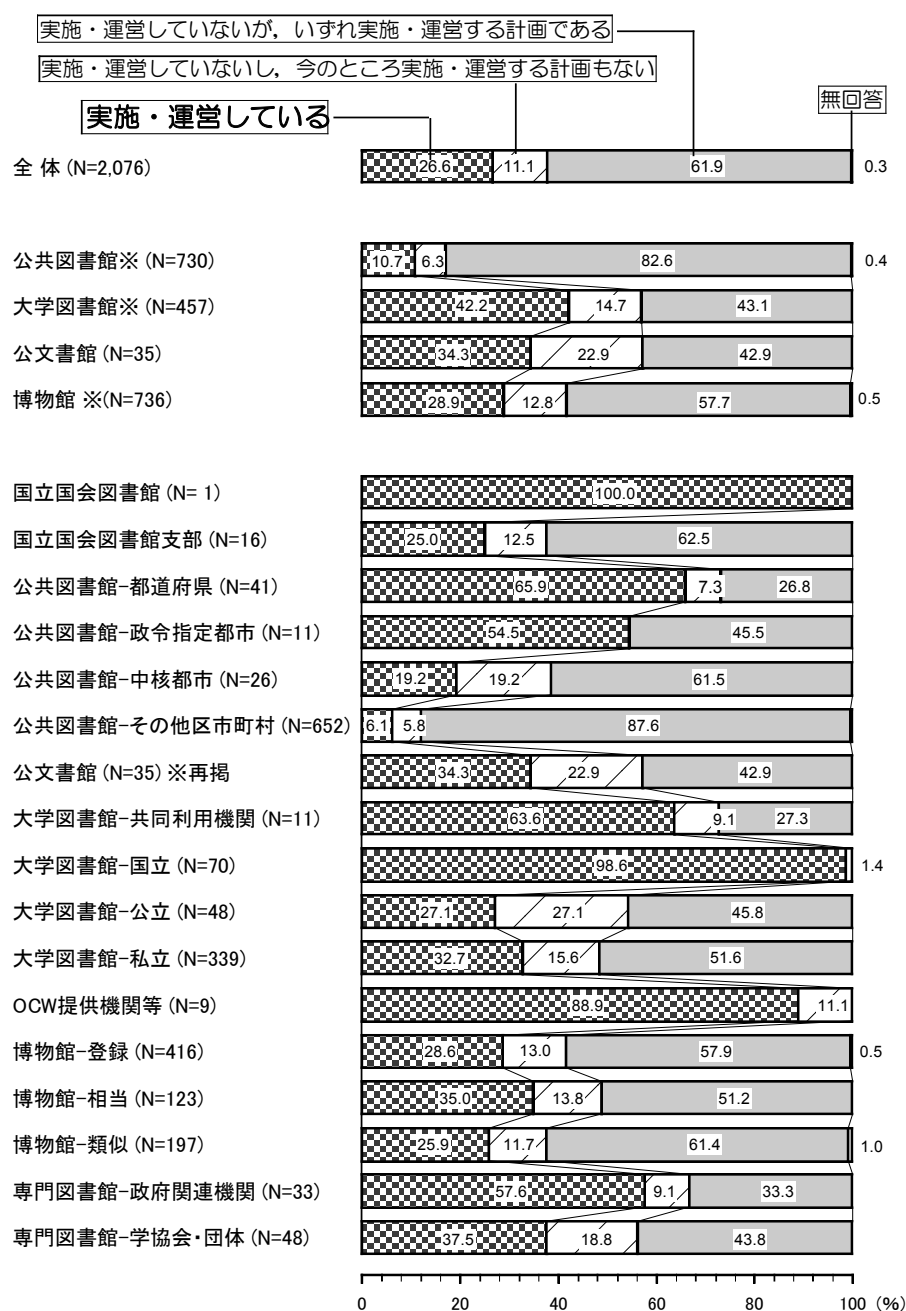 実施・運営していないが，いずれ実施・運営する計画である
実施・運営していないし，今のところ実施・運営する計画もない
実施・運営している
無回答
全 体 (N=2,076) 26.6 11.1 61.9 0.3
公共図書館※ (N=730) 10.7 6.3 82.6 0.4
大学図書館※ (N=457) 42.2 14.7 43.1
公文書館 (N=35) 34.3 22.9 42.9
博物館 ※(N=736) 28.9 12.8 57.7 0.5
国立国会図書館 (N= 1) 100.0
国立国会図書館支部 (N=16) 25.0 12.5 62.5
公共図書館-都道府県 (N=41) 65.9 7.3 26.8
公共図書館-政令指定都市 (N=11) 54.5 45.5
公共図書館-中核都市 (N=26) 19.2 19.2 61.5
公共図書館-その他区市町村 (N=652) 6.1 5.8 87.6
公文書館 (N=35) ※再掲 34.3 22.9 42.9
大学図書館-共同利用機関 (N=11) 63.6 9.1 27.3
大学図書館-国立 (N=70) 98.6 1.4
大学図書館-公立 (N=48) 27.1 27.1 45.8
大学図書館-私立 (N=339) 32.7 15.6 51.6
OCW提供機関等 (N=9) 88.9 11.1
博物館-登録 (N=416) 28.6 13.0 57.9 0.5
博物館-相当 (N=123) 35.0 13.8 51.2
博物館-類似 (N=197) 25.9 11.7 61.4 1.0
専門図書館-政府関連機関 (N=33) 57.6 9.1 33.3
専門図書館-学協会・団体 (N=48) 37.5 18.8 43.8
0 20 40 60 80 100 (%)